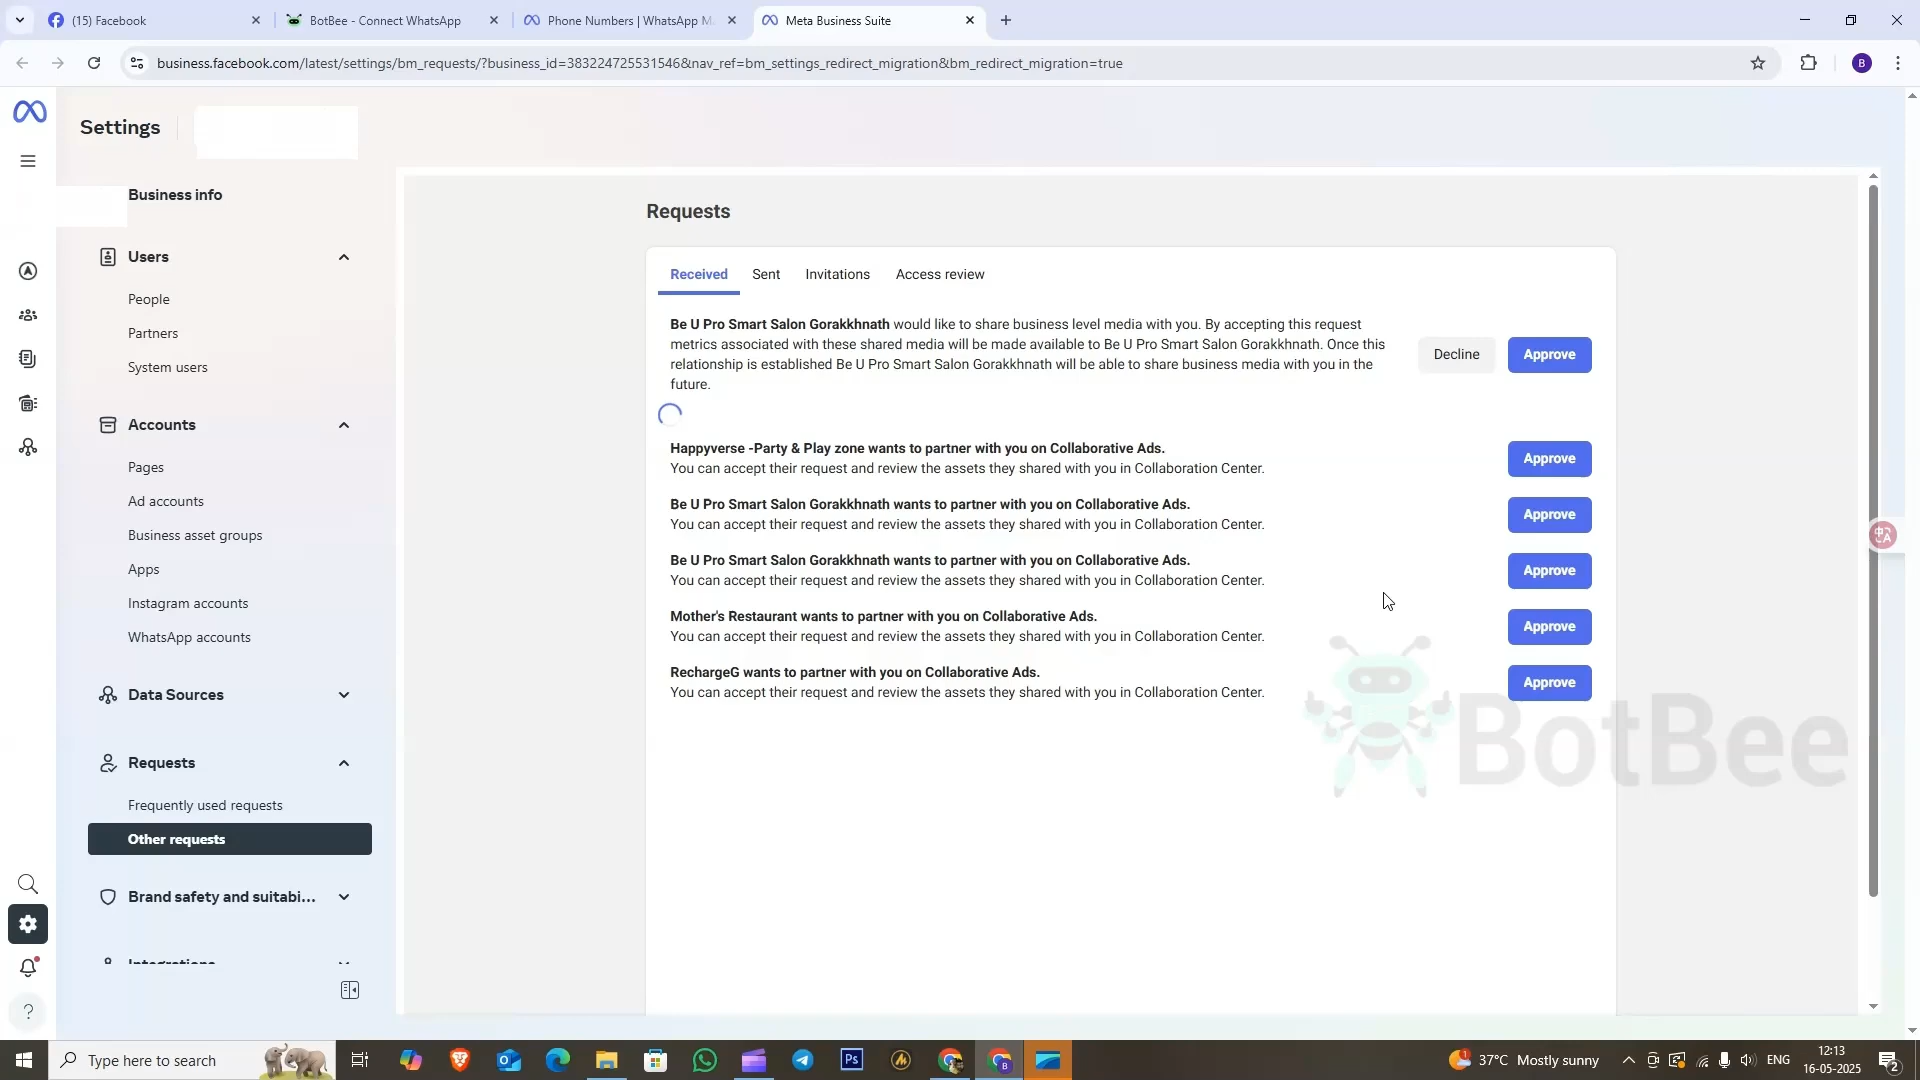 (15) Facebook
BotBee - Connect WhatsApp
Phone Numbers | WhatsApp M
Meta Business Suite
business.facebook.com/latest/settings/bm_requests/?business_id=383224725531546&nav_ref=bm_settings_redirect_migration&bm_redirect_migration=true
B
Settings
Business info
Users
People
Partners
System users
Accounts
Pages
Ad accounts
Business asset groups
Apps
Instagram accounts
WhatsApp accounts
Data Sources
Requests
Frequently used requests
Other requests
Brand safety and suitabi...
Integrations
Requests
Received
Sent
Invitations
Access review
Be U Pro Smart Salon Gorakkhnath would like to share business level media with you. By accepting this request
metrics associated with these shared media will be made available to Be U Pro Smart Salon Gorakkhnath. Once this
relationship is established Be U Pro Smart Salon Gorakkhnath will be able to share business media with you in the
future.
Decline
Approve
Happyverse -Party & Play zone wants to partner with you on Collaborative Ads.
You can accept their request and review the assets they shared with you in Collaboration Center.
Approve
Be U Pro Smart Salon Gorakkhnath wants to partner with you on Collaborative Ads.
You can accept their request and review the assets they shared with you in Collaboration Center.
Approve
Be U Pro Smart Salon Gorakkhnath wants to partner with you on Collaborative Ads.
You can accept their request and review the assets they shared with you in Collaboration Center.
Approve
Mother's Restaurant wants to partner with you on Collaborative Ads.
You can accept their request and review the assets they shared with you in Collaboration Center.
Approve
RechargeG wants to partner with you on Collaborative Ads.
You can accept their request and review the assets they shared with you in Collaboration Center.
Approve
BotBee
Type here to search
Ps
37°C Mostly sunny
ENG
12:13
16-05-2025
2